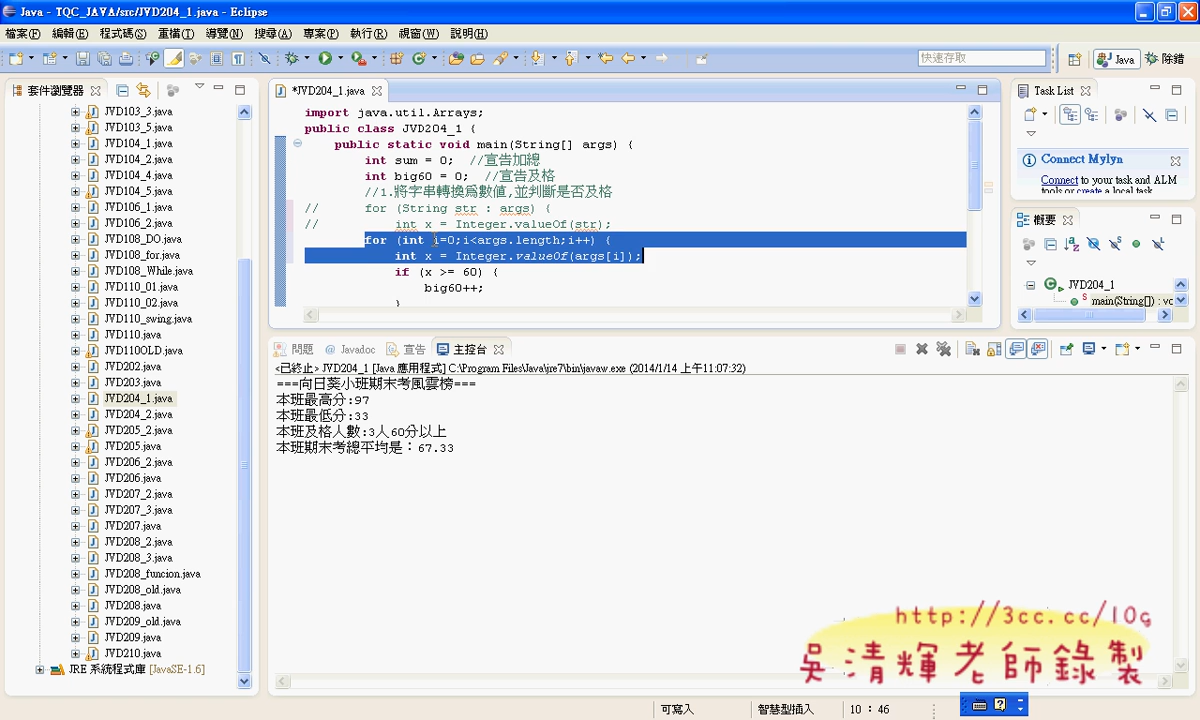 Java - TQC_JAVA/src/JVD204_1.java - Eclipse
檔案(F) 編輯(E) 程式碼(S) 重構(T) 導覽(N) 搜尋(A) 專案(P) 執行(R) 視窗(W) 說明(H)
快速存取
Java
除錯
套件瀏覽器
JVD103_3.java
JVD103_5.java
JVD104_1.java
JVD104_2.java
JVD104_4.java
JVD104_5.java
JVD106_1.java
JVD106_2.java
JVD108_DO.java
JVD108_for.java
JVD108_While.java
JVD110_01.java
JVD110_02.java
JVD110_swing.java
JVD110.java
JVD110OLD.java
JVD202.java
JVD203.java
JVD204_1.java
JVD204_2.java
JVD205_2.java
JVD205.java
JVD206_2.java
JVD206.java
JVD207_2.java
JVD207_3.java
JVD207.java
JVD208_2.java
JVD208_3.java
JVD208_funcion.java
JVD208_old.java
JVD208.java
JVD209_old.java
JVD209.java
JVD210.java
JRE 系統程式庫 [JavaSE-1.6]
*JVD204_1.java
import java.util.Arrays;
public class JVD204_1 {
public static void main(String[] args) {
int sum = 0; //宣告加總
int big60 = 0; //宣告及格
//1.將字串轉換為數值,並判斷是否及格
// for (String str : args) {
// int x = Integer.valueOf(str);
for (int i=0;i<args.length;i++) {
int x = Integer.valueOf(args[i]);
if (x >= 60) {
big60++;
}
Task List
Connect Mylyn
Connect to your task and ALM
tools or create a local task.
概要
JVD204_1
main(String[]) : vo
問題 @ Javadoc 宣告 主控台
<已終止> JVD204_1 [Java 應用程式] C:\Program Files\Java\jre7\bin\javaw.exe (2014/1/14 上午11:07:32)
===向日葵小班期末考風雲榜===
本班最高分:97
本班最低分:33
本班及格人數:3人60分以上
本班期末考總平均是：67.33
http://3cc.cc/10g
吳清輝老師錄製
可寫入
智慧型插入
10 : 46